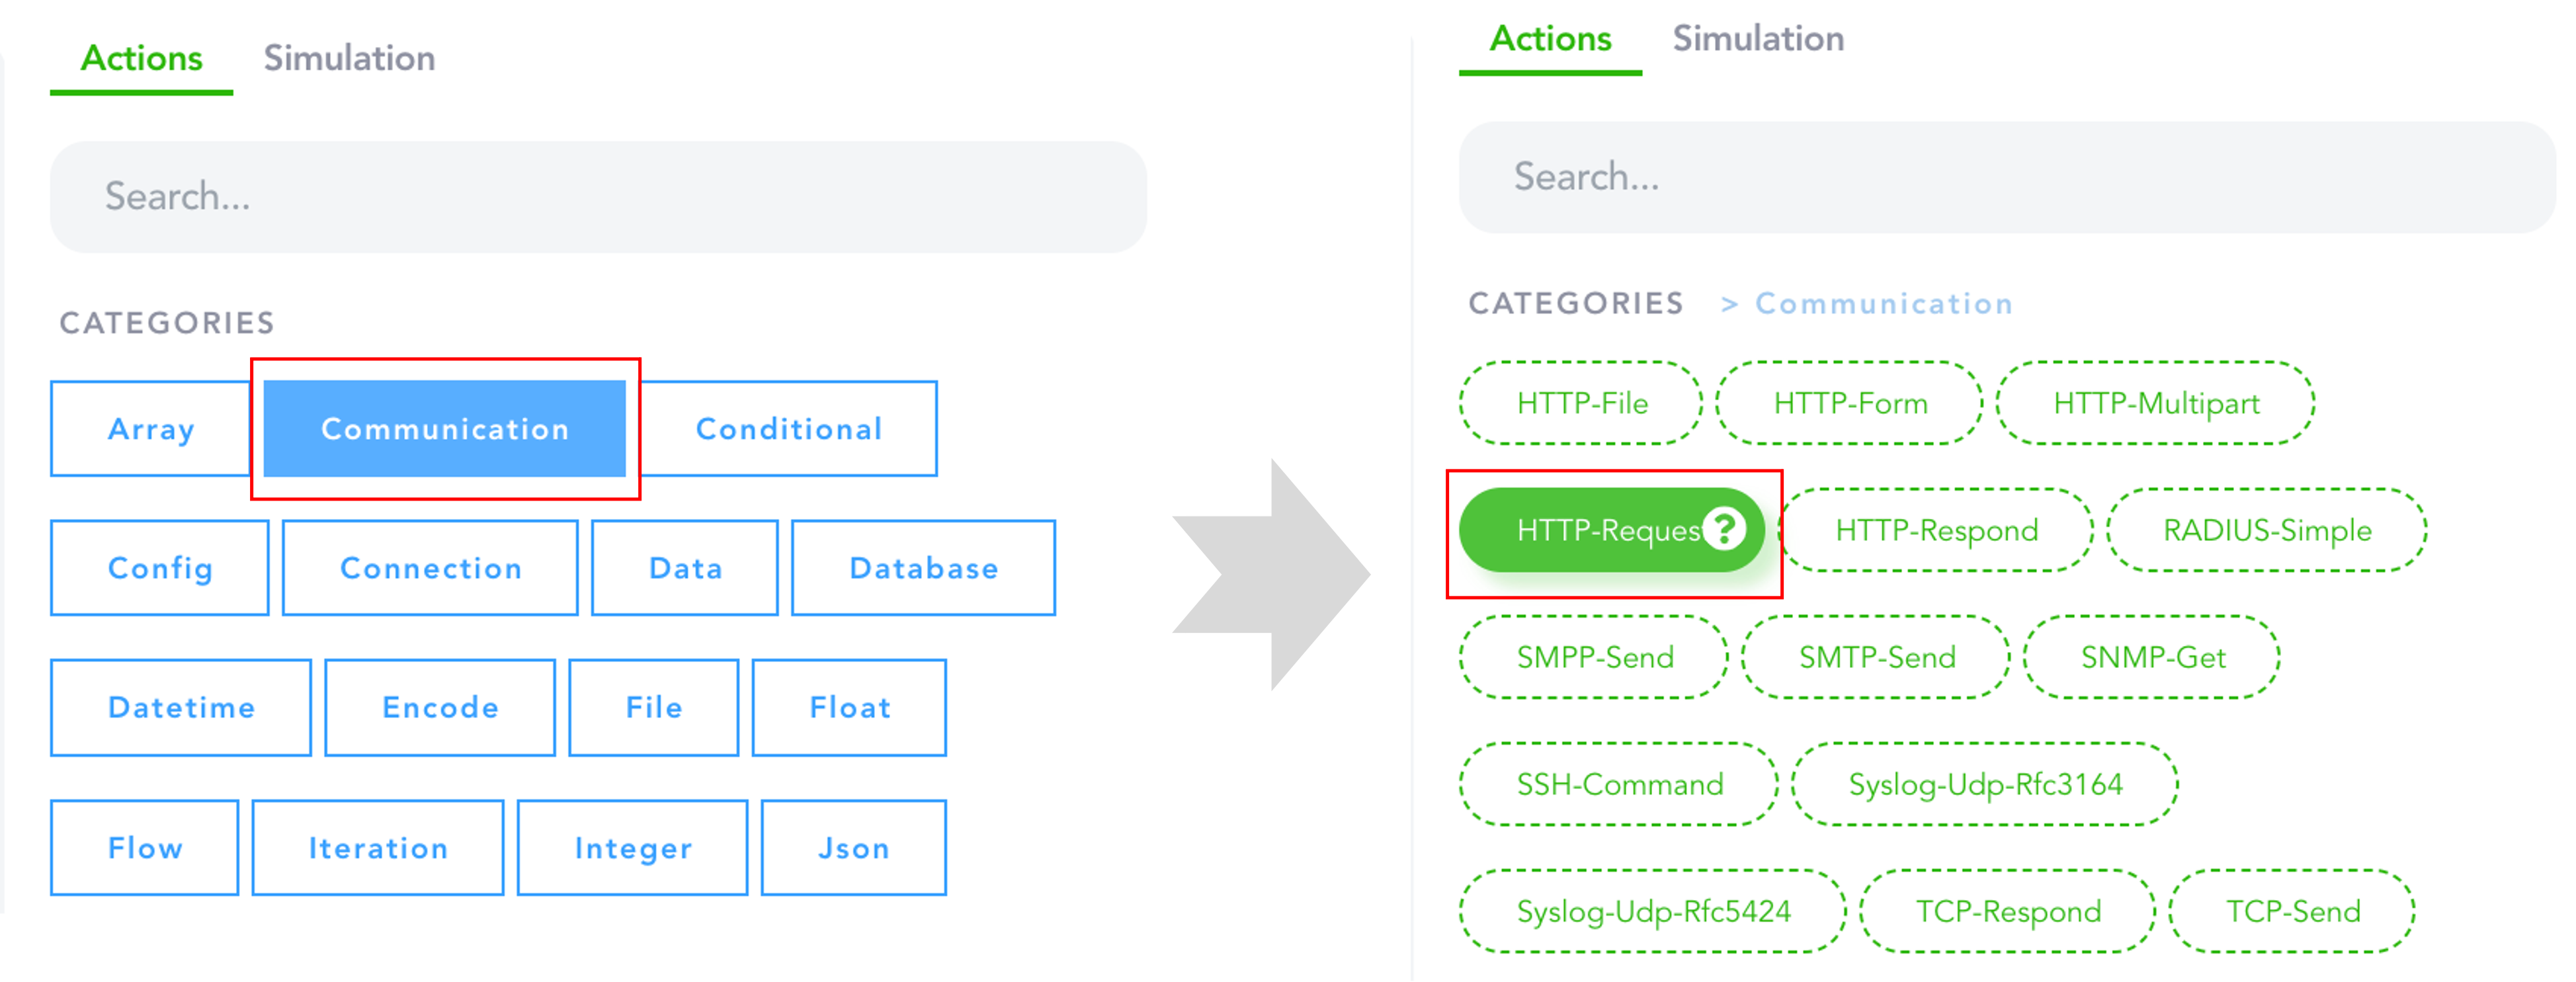 Actions Simulation
Search...
CATEGORIES
Array Communication Conditional
Config Connection Data Database
Datetime Encode File Float
Flow Iteration Integer Json
Actions Simulation
Search...
CATEGORIES > Communication
HTTP-File HTTP-Form HTTP-Multipart
HTTP-Reques ? HTTP-Respond RADIUS-Simple
SMPP-Send SMTP-Send SNMP-Get
SSH-Command Syslog-Udp-Rfc3164
Syslog-Udp-Rfc5424 TCP-Respond TCP-Send